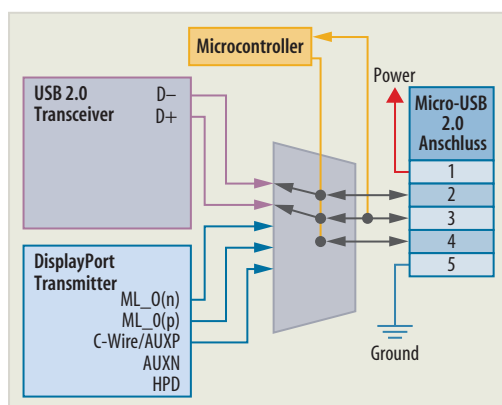 Microcontroller
USB 2.0
Transceiver
D–
D+
Power
Micro-USB
2.0
Anschluss
1
2
3
4
5
DisplayPort
Transmitter
ML_0(n)
ML_0(p)
C-Wire/AUXP
AUXN
HPD
Ground